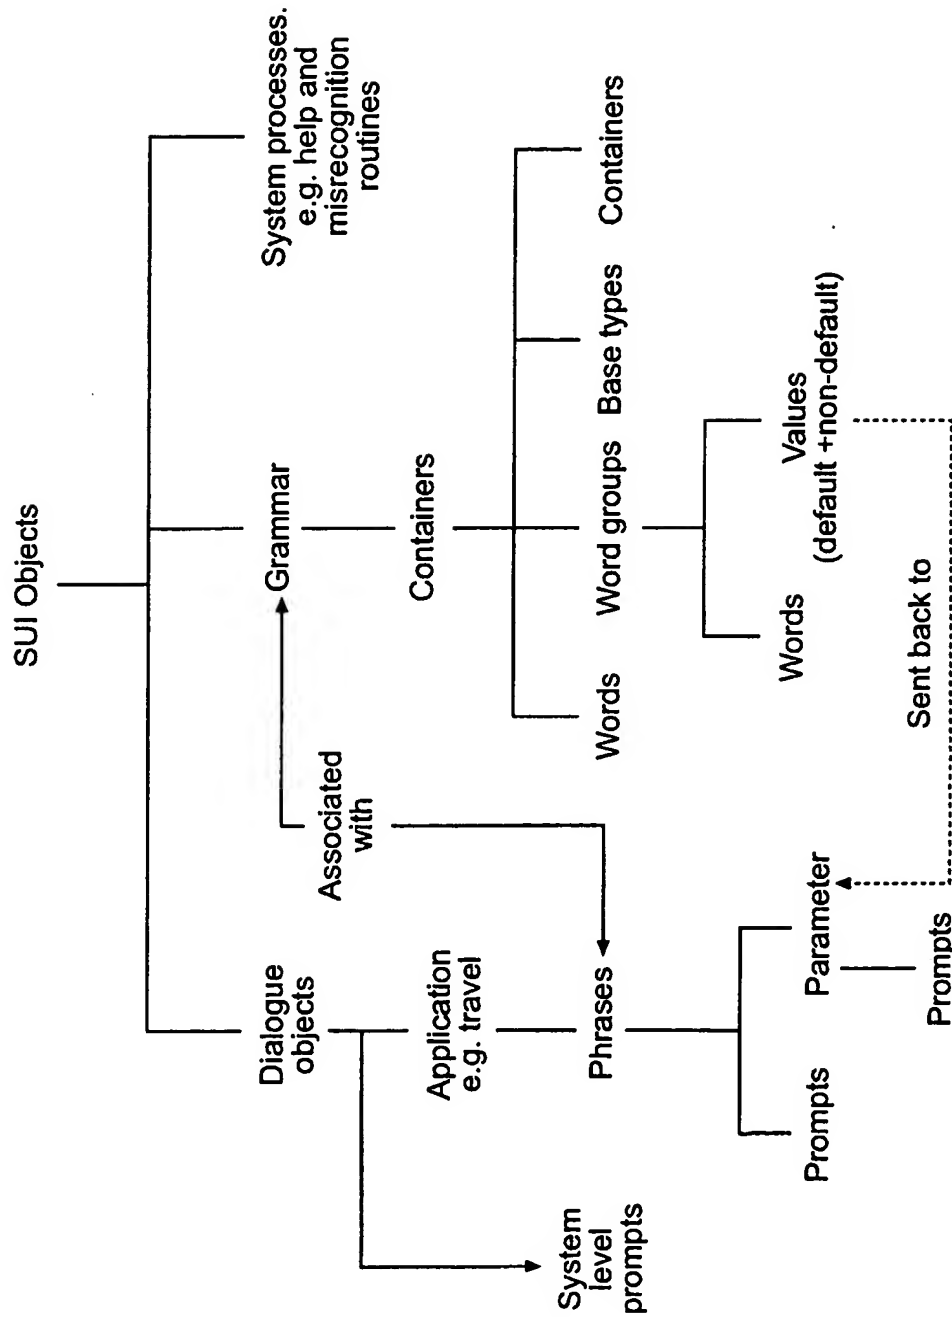 SUI Objects
Dialogue
objects
Grammar
System processes.
e.g. help and
misrecognition
routines
Associated
with
Application
e.g. travel
Containers
System
level
prompts
Phrases
Words
Word groups
Base types
Containers
Prompts
Parameter
Words
Values
(default +non-default)
Sent back to
Prompts